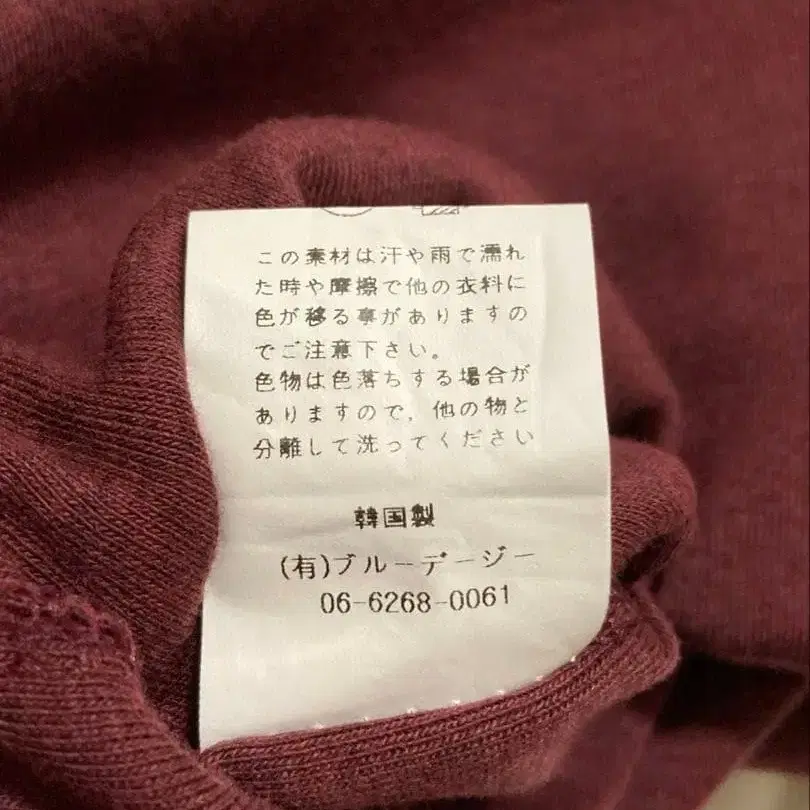 この素材は汗や雨で濡れ
た時や摩擦で他の衣料に
色が移る事がありますの
でご注意下さい。
色物は色落ちする場合が
ありますので、他の物と
分離して洗ってください
韓国製
(有)ブルーデージー
06-6268-0061